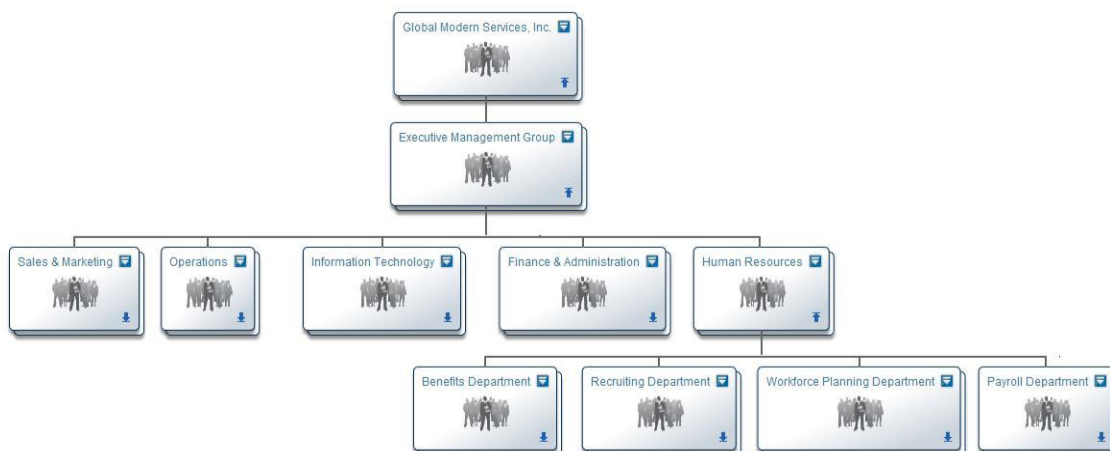 Global Modern Services, Inc.
Executive Management Group
Sales & Marketing
Operations
Information Technology
Finance & Administration
Human Resources
Benefits Department
Recruiting Department
Workforce Planning Department
Payroll Department